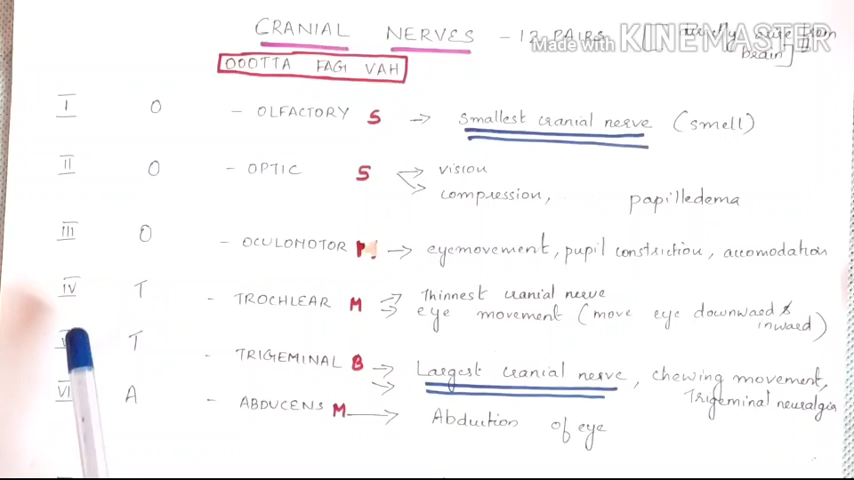 CRANIAL NERVES - 12 PAIRS from
Made with KINEMASTER
brain]
OOOTTA FAGI VAH
I O - OLFACTORY S → Smallest cranial nerve (smell)
II O - OPTIC S → vision
→ compression, papilledema
III O - OCULOMOTOR → eyemovement, pupil constriction, accomodation
IV T - TROCHLEAR M → Thinnest cranial nerve
→ eye movement (move eye downward & inward)
T - TRIGEMINAL B → Largest cranial nerve, chewing movement,
→ Trigeminal neuralgia
VI A - ABDUCENS M → Abduction of eye